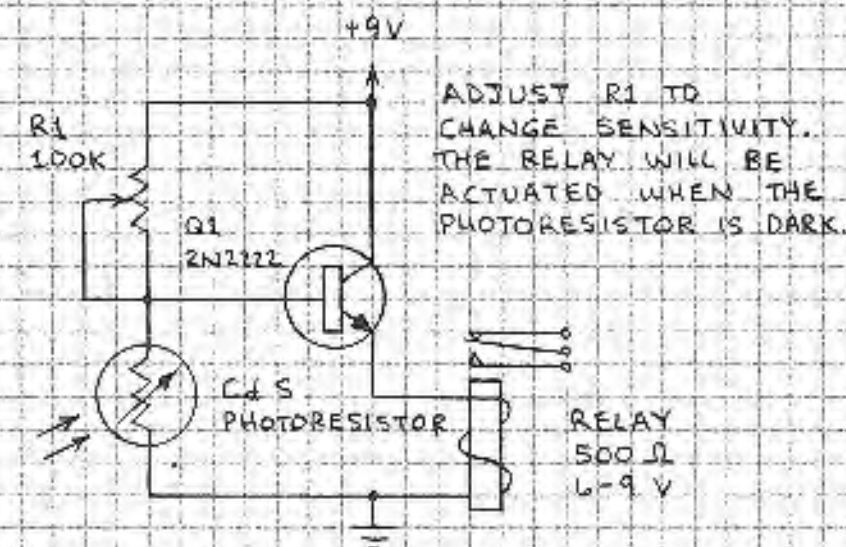 +9V
ADJUST R1 TO
CHANGE SENSITIVITY.
THE RELAY WILL BE
ACTUATED WHEN THE
PHOTORESISTOR IS DARK.
R1
100K
Q1
2N2222
CdS
PHOTORESISTOR
RELAY
500 Ω
6-9 V